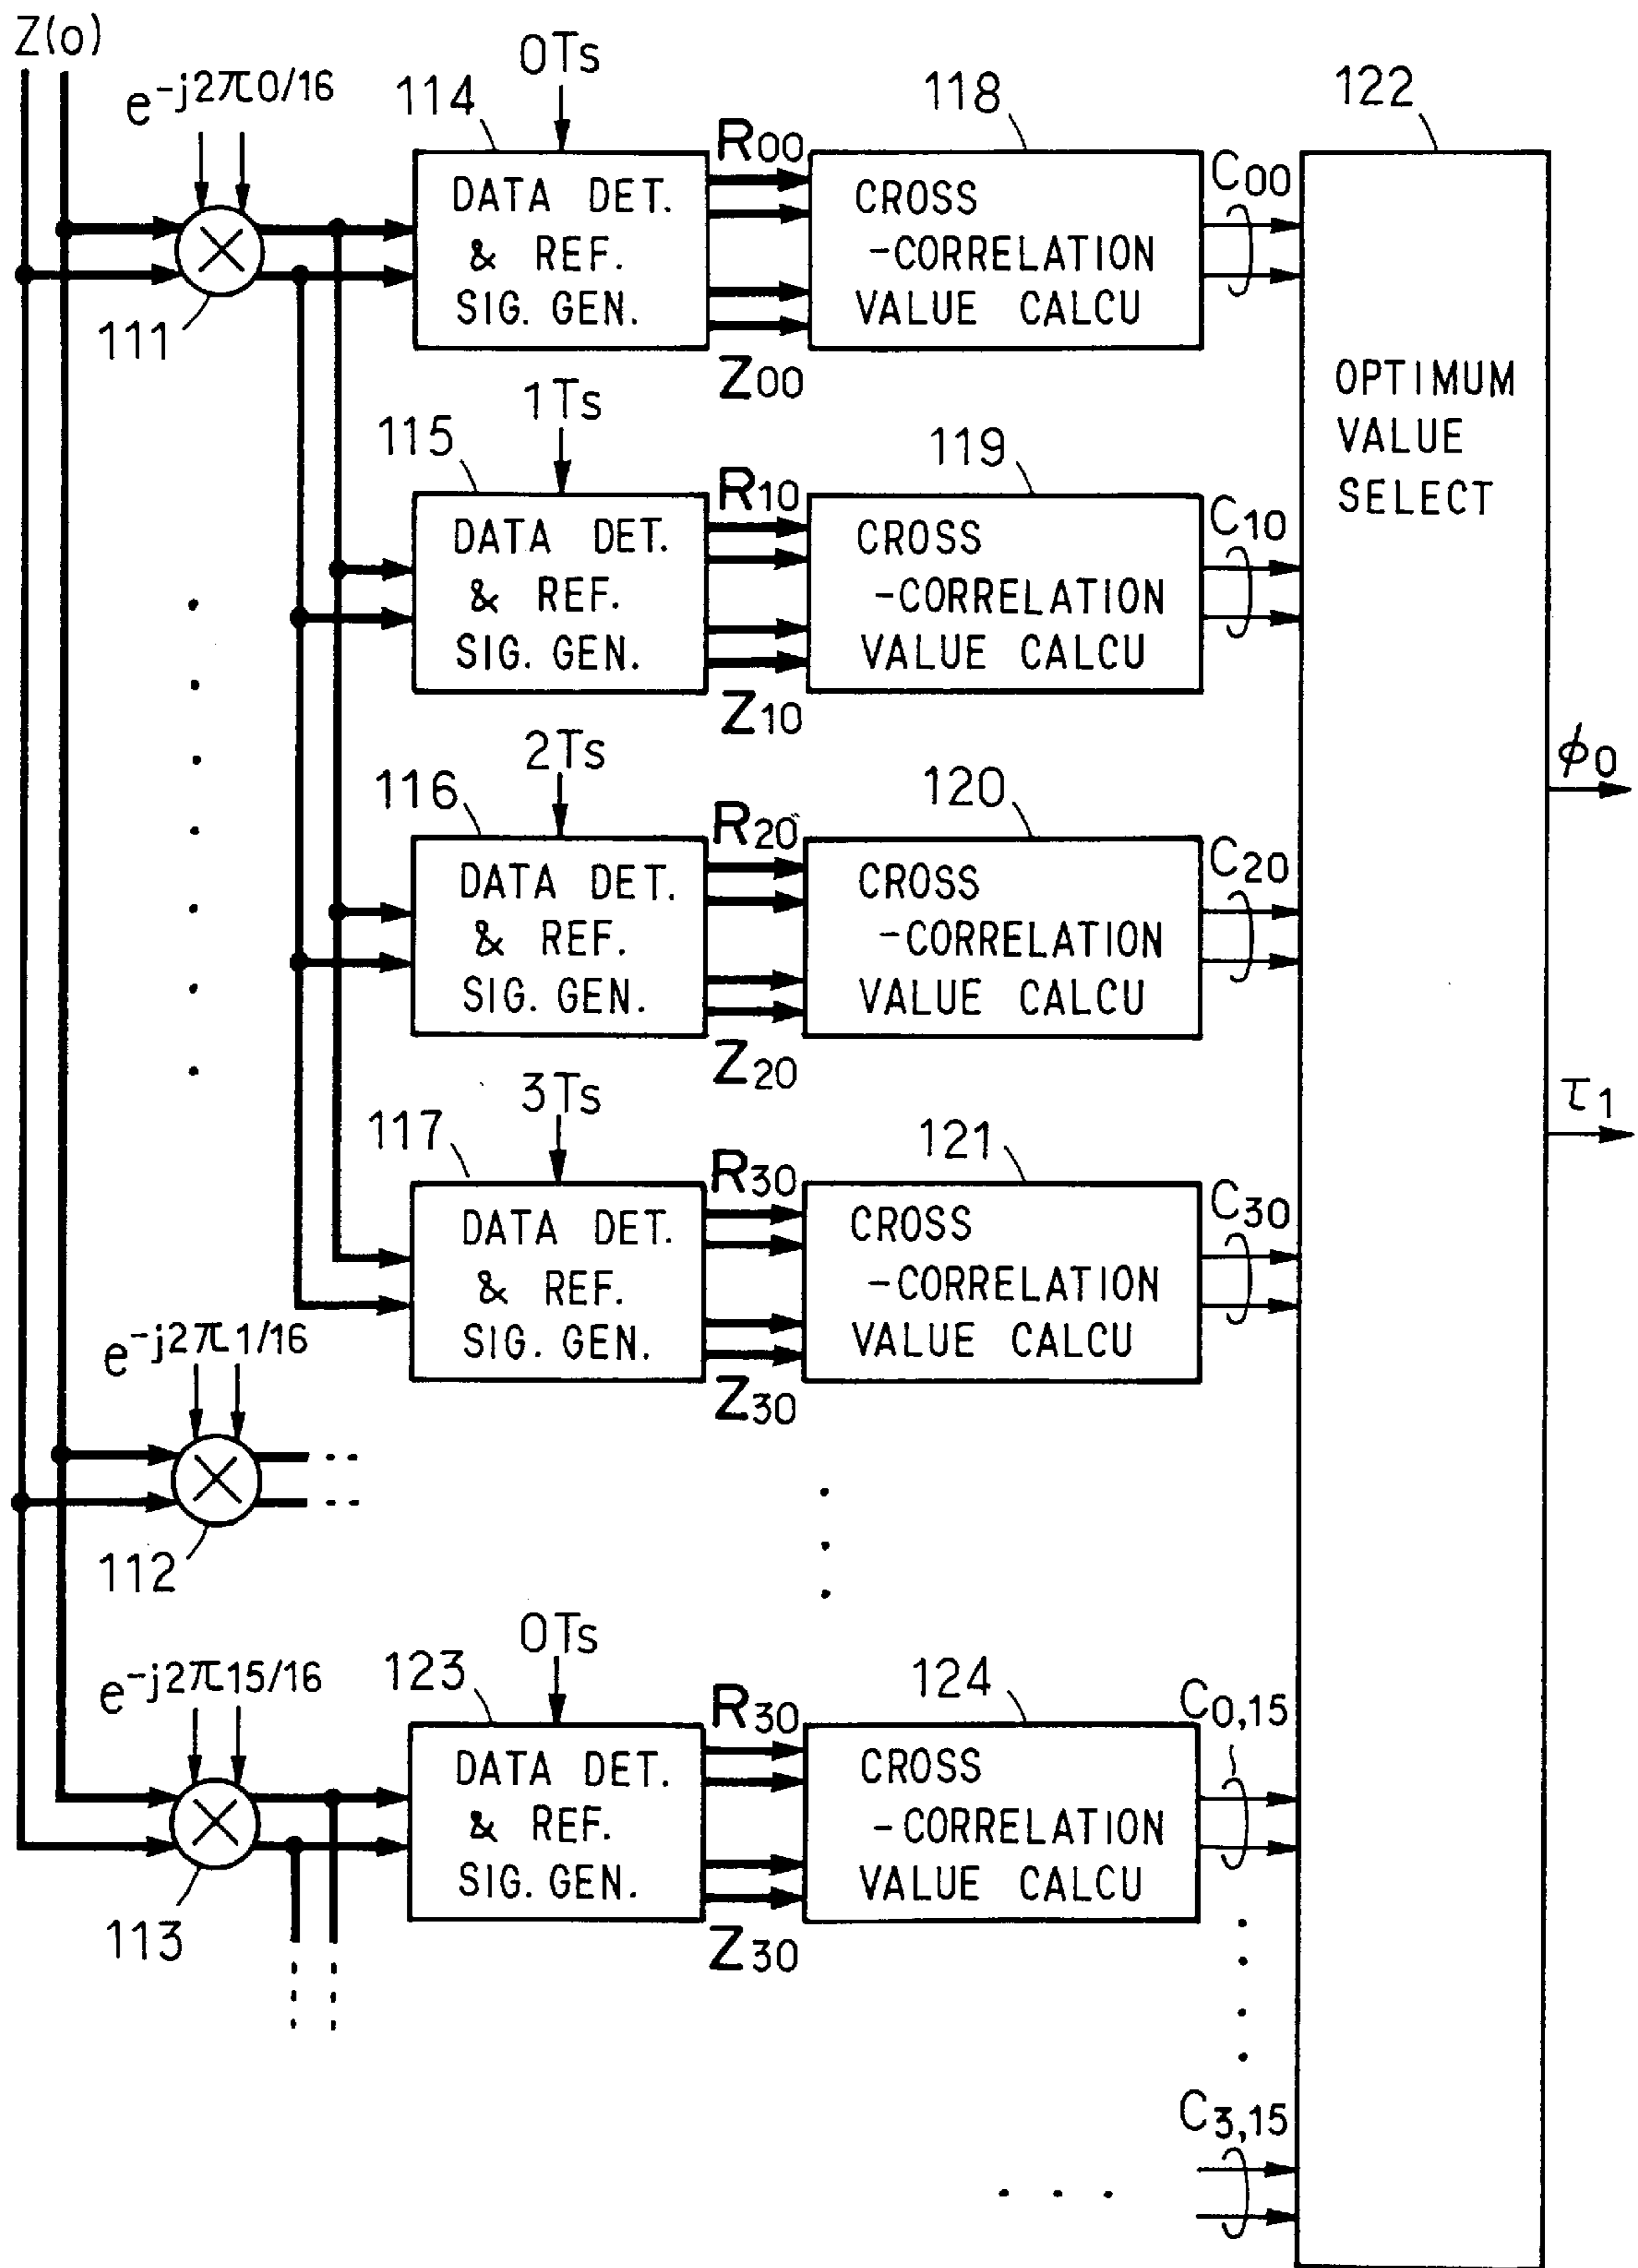 Z(0)
e-j2π0/16
111
114
0Ts
DATA DET.
& REF.
SIG. GEN.
R00
Z00
118
CROSS
-CORRELATION
VALUE CALCU
C00
122
OPTIMUM
VALUE
SELECT
115
1Ts
DATA DET.
& REF.
SIG. GEN.
R10
Z10
119
CROSS
-CORRELATION
VALUE CALCU
C10
116
2Ts
DATA DET.
& REF.
SIG. GEN.
R20
Z20
120
CROSS
-CORRELATION
VALUE CALCU
C20
ϕ0
τ1
117
3Ts
DATA DET.
& REF.
SIG. GEN.
R30
Z30
121
CROSS
-CORRELATION
VALUE CALCU
C30
e-j2π1/16
112
e-j2π15/16
113
123
0Ts
DATA DET.
& REF.
SIG. GEN.
R30
Z30
124
CROSS
-CORRELATION
VALUE CALCU
C0,15
C3,15